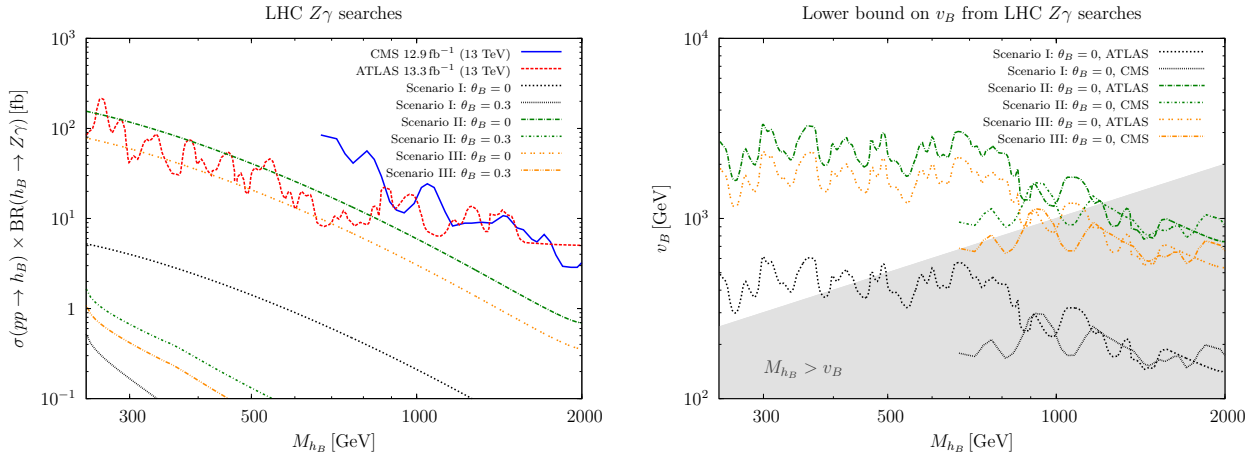 LHC Zγ searches
σ(pp → h_B) × BR(h_B → Zγ) [fb]
10^3
10^2
10^1
1
10^−1
CMS 12.9 fb^−1 (13 TeV)
ATLAS 13.3 fb^−1 (13 TeV)
Scenario I: θ_B = 0
Scenario I: θ_B = 0.3
Scenario II: θ_B = 0
Scenario II: θ_B = 0.3
Scenario III: θ_B = 0
Scenario III: θ_B = 0.3
300
500
1000
2000
M_{h_B} [GeV]
Lower bound on v_B from LHC Zγ searches
v_B [GeV]
10^4
10^3
10^2
Scenario I: θ_B = 0, ATLAS
Scenario I: θ_B = 0, CMS
Scenario II: θ_B = 0, ATLAS
Scenario II: θ_B = 0, CMS
Scenario III: θ_B = 0, ATLAS
Scenario III: θ_B = 0, CMS
M_{h_B} > v_B
300
500
1000
2000
M_{h_B} [GeV]